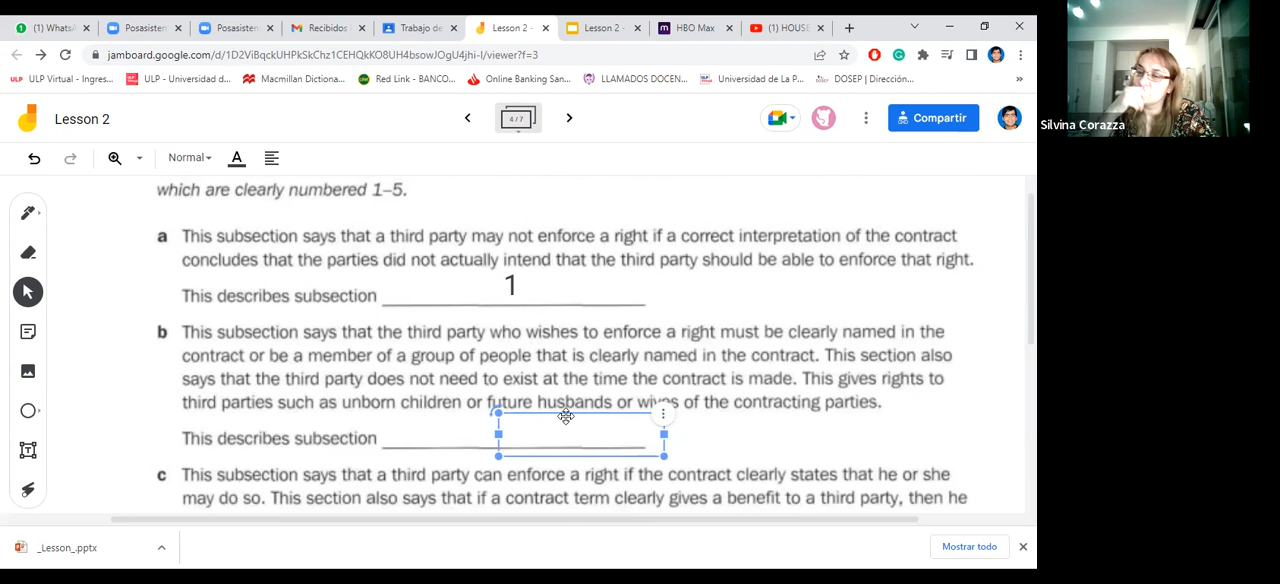 (1) WhatsA
Posasisten
Posasisten
Recibidos
Trabajo de
Lesson 2 -
Lesson 2 -
HBO Max
(1) HOUSE
jamboard.google.com/d/1D2ViBqckUHPkSkChz1CEHQkKO8UH4bsowJOgU4jhi-I/viewer?f=3
ULP Virtual - Ingres...
ULP - Universidad d...
Macmillan Dictiona...
Red Link - BANCO...
Online Banking San...
LLAMADOS DOCEN...
Universidad de La P...
DOSEP | Dirección...
»
Lesson 2
4 / 7
Compartir
Normal
Silvina Corazza
which are clearly numbered 1–5.
a This subsection says that a third party may not enforce a right if a correct interpretation of the contract
concludes that the parties did not actually intend that the third party should be able to enforce that right.
This describes subsection 1
b This subsection says that the third party who wishes to enforce a right must be clearly named in the
contract or be a member of a group of people that is clearly named in the contract. This section also
says that the third party does not need to exist at the time the contract is made. This gives rights to
third parties such as unborn children or future husbands or wives of the contracting parties.
This describes subsection
c This subsection says that a third party can enforce a right if the contract clearly states that he or she
may do so. This section also says that if a contract term clearly gives a benefit to a third party, then he
_Lesson_.pptx
Mostrar todo